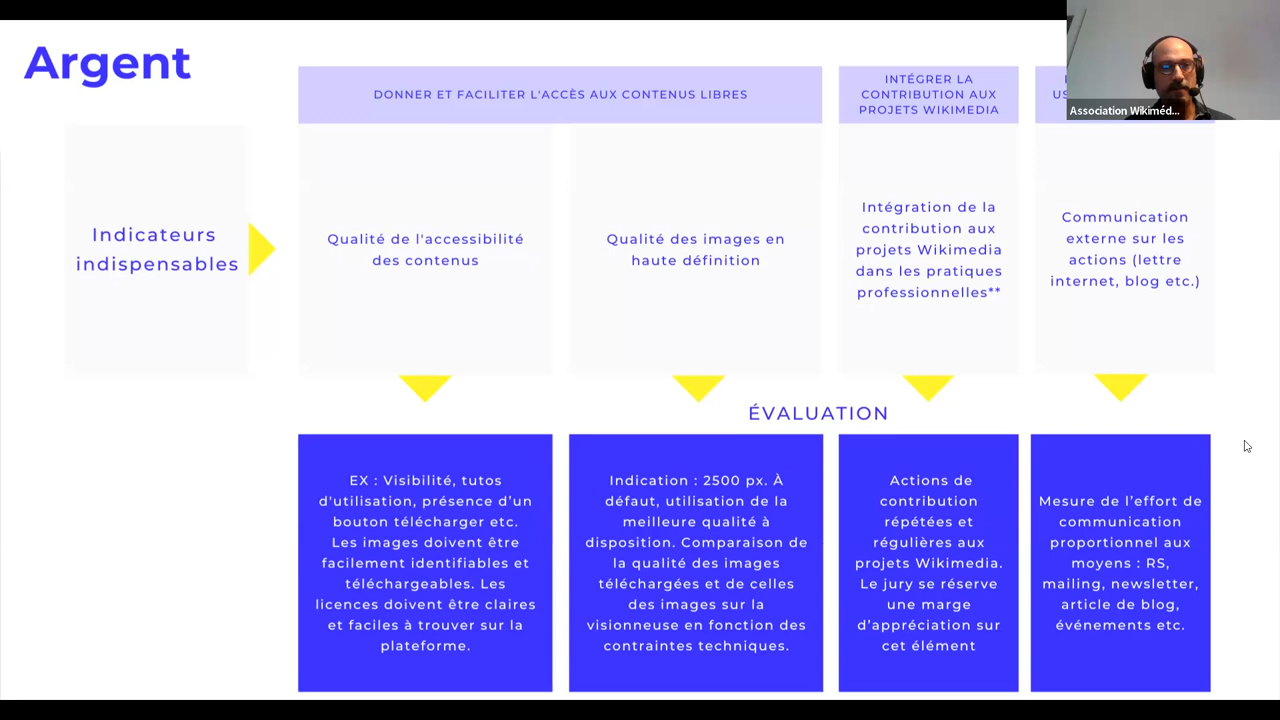 Argent
DONNER ET FACILITER L'ACCÈS AUX CONTENUS LIBRES
INTÉGRER LA
CONTRIBUTION AUX
PROJETS WIKIMEDIA
Association Wikiméd...
Indicateurs
indispensables
Qualité de l'accessibilité
des contenus
Qualité des images en
haute définition
Intégration de la
contribution aux
projets Wikimedia
dans les pratiques
professionnelles**
Communication
externe sur les
actions (lettre
internet, blog etc.)
ÉVALUATION
EX : Visibilité, tutos
d'utilisation, présence d’un
bouton télécharger etc.
Les images doivent être
facilement identifiables et
téléchargeables. Les
licences doivent être claires
et faciles à trouver sur la
plateforme.
Indication : 2500 px. À
défaut, utilisation de la
meilleure qualité à
disposition. Comparaison de
la qualité des images
téléchargées et de celles
des images sur la
visionneuse en fonction des
contraintes techniques.
Actions de
contribution
répétées et
régulières aux
projets Wikimedia.
Le jury se réserve
une marge
d’appréciation sur
cet élément
Mesure de l’effort de
communication
proportionnel aux
moyens : RS,
mailing, newsletter,
article de blog,
événements etc.